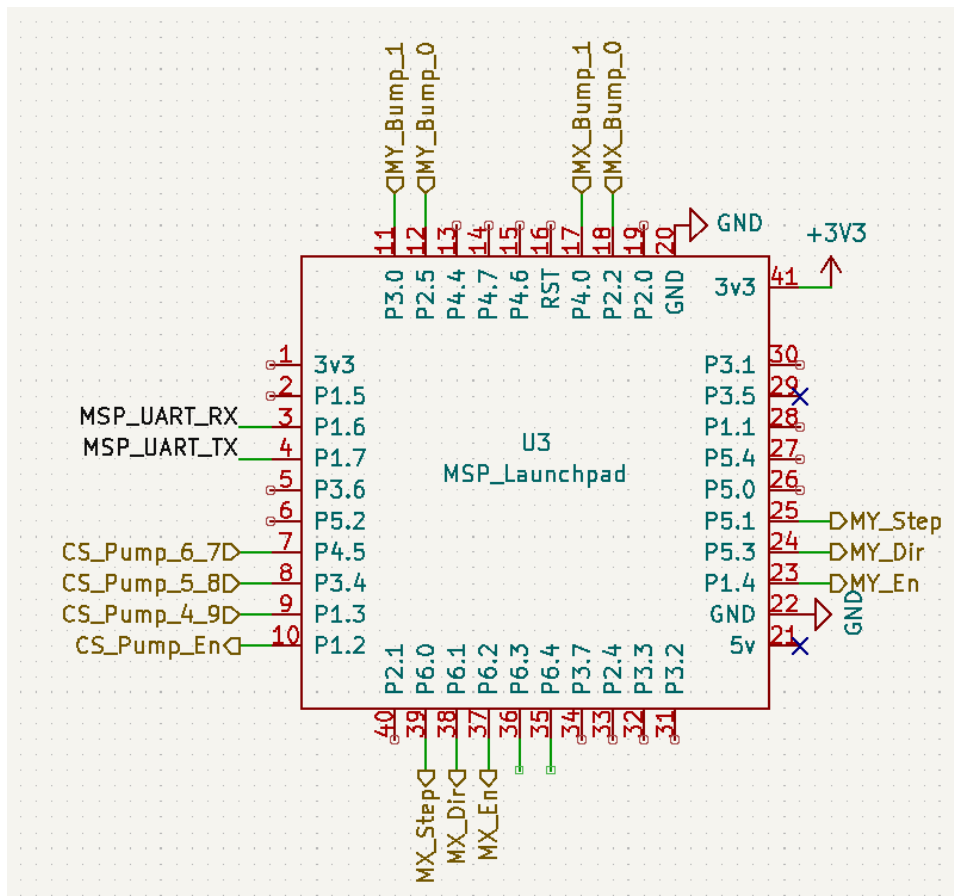 MY_Bump_1
MY_Bump_0
MX_Bump_1
MX_Bump_0
GND
+3V3
11 12 13 14 15 16 17 18 19 20
P3.0 P2.5 P4.4 P4.7 P4.6 RST P4.0 P2.2 P2.0 GND
3v3 41
1 3v3
P3.1 30
2 P1.5
P3.5 29
MSP_UART_RX 3 P1.6
P1.1 28
MSP_UART_TX 4 P1.7
P5.4 27
U3
MSP_Launchpad
5 P3.6
P5.0 26
6 P5.2
P5.1 25 MY_Step
CS_Pump_6_7 7 P4.5
P5.3 24 MY_Dir
CS_Pump_5_8 8 P3.4
P1.4 23 MY_En
CS_Pump_4_9 9 P1.3
GND 22 GND
CS_Pump_En 10 P1.2
5v 21
P2.1 P6.0 P6.1 P6.2 P6.3 P6.4 P3.7 P2.4 P3.3 P3.2
40 39 38 37 36 35 34 33 32 31
MX_Step
MX_Dir
MX_En